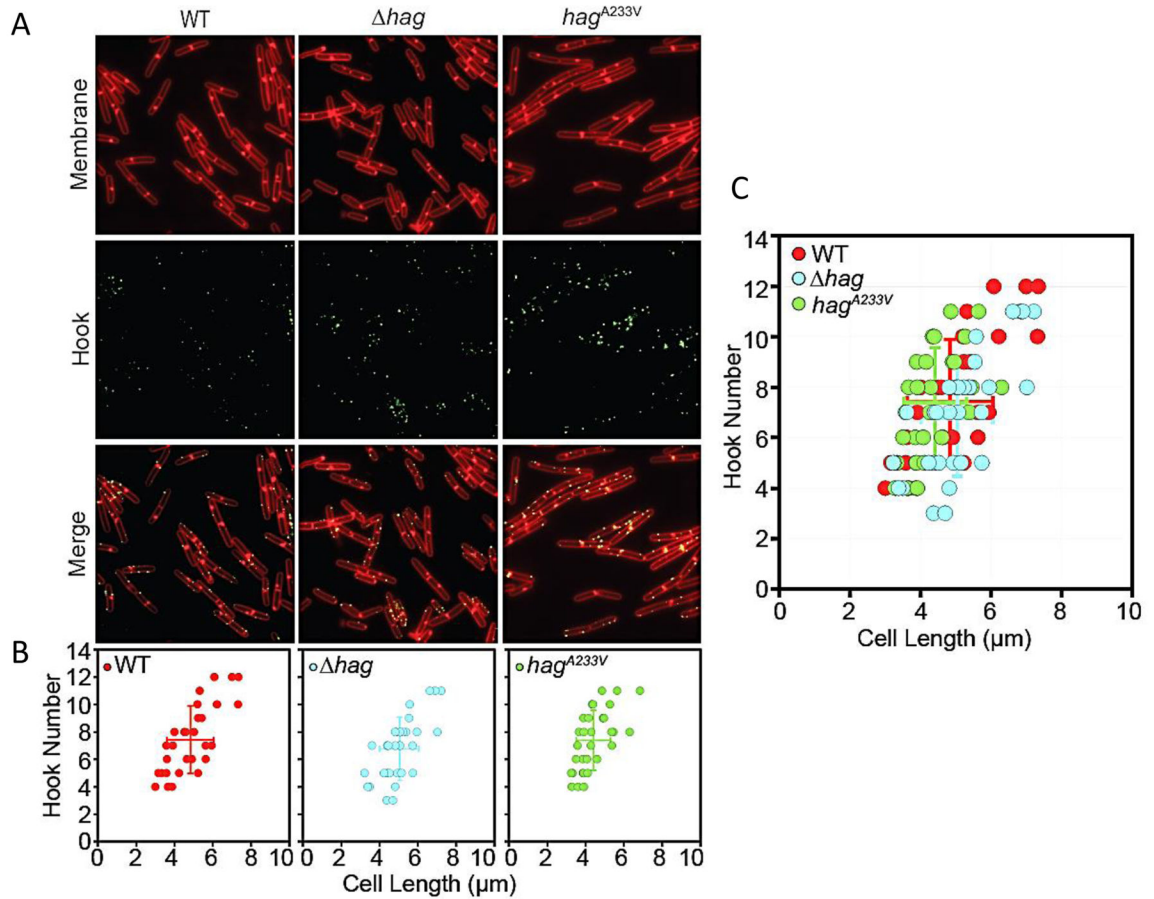 A
WT
Δhag
hagA233V
Membrane
Hook
Merge
B
WT
Δhag
hagA233V
Hook Number
14
12
10
8
6
4
2
0
0 2 4 6 8 10
0 2 4 6 8 10
0 2 4 6 8 10
Cell Length (µm)
C
WT
Δhag
hagA233V
Hook Number
14
12
10
8
6
4
2
0
0 2 4 6 8 10
Cell Length (µm)